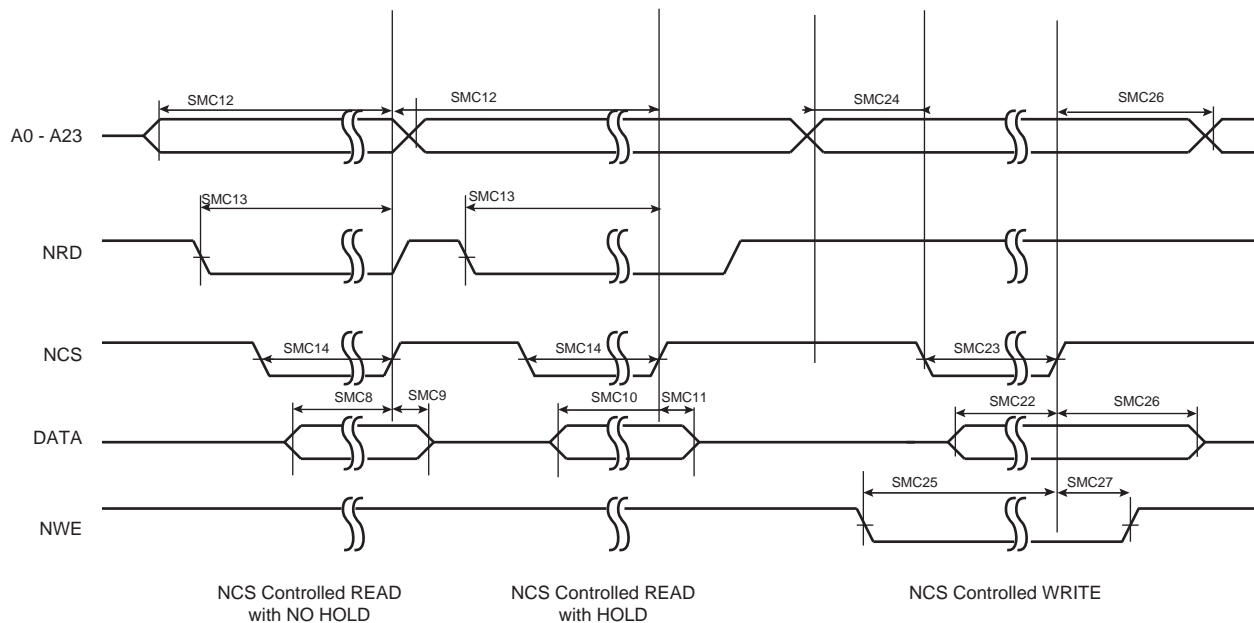 SMC12
SMC12
SMC24
SMC26
A0 - A23
SMC13
SMC13
NRD
NCS
SMC14
SMC14
SMC23
SMC8
SMC9
SMC10
SMC11
SMC22
SMC26
DATA
SMC25
SMC27
NWE
NCS Controlled READ
with NO HOLD
NCS Controlled READ
with HOLD
NCS Controlled WRITE